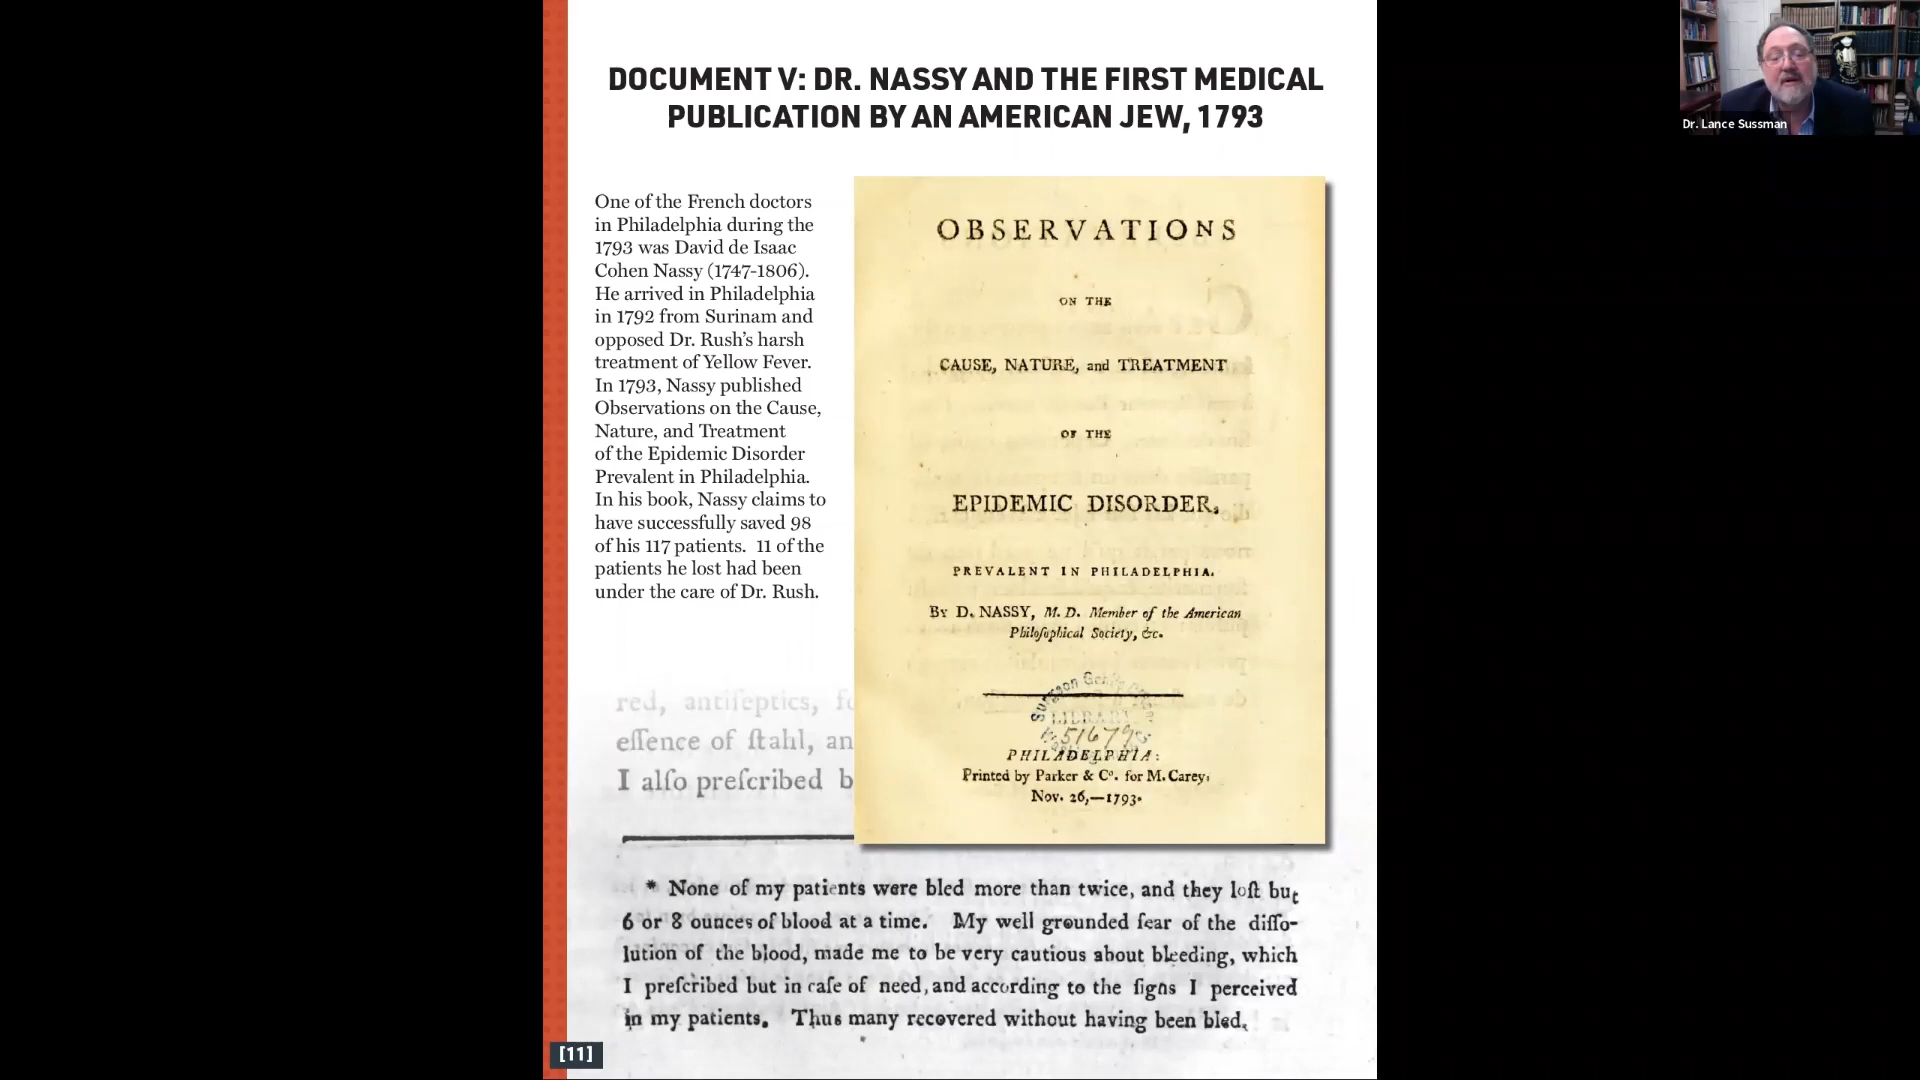 DOCUMENT V: DR. NASSY AND THE FIRST MEDICAL
PUBLICATION BY AN AMERICAN JEW, 1793
One of the French doctors
in Philadelphia during the
1793 was David de Isaac
Cohen Nassy (1747-1806).
He arrived in Philadelphia
in 1792 from Surinam and
opposed Dr. Rush's harsh
treatment of Yellow Fever.
In 1793, Nassy published
Observations on the Cause,
Nature, and Treatment
of the Epidemic Disorder
Prevalent in Philadelphia.
In his book, Nassy claims to
have successfully saved 98
of his 117 patients. 11 of the
patients he lost had been
under the care of Dr. Rush.
OBSERVATIONS
ON THE
CAUSE, NATURE, and TREATMENT
OF THE
EPIDEMIC DISORDER,
PREVALENT IN PHILADELPHIA.
By D. NASSY, M. D. Member of the American
Philoſophical Society, &c.
LIBRARY
PHILADELPHIA:
Printed by Parker & Co. for M. Carey,
Nov. 26,—1793.
red, antiſeptics, fo
eſſence of ſtahl, an
I alſo preſcribed b
* None of my patients were bled more than twice, and they loſt but
6 or 8 ounces of blood at a time. My well grounded fear of the diſſo-
lution of the blood, made me to be very cautious about bleeding, which
I preſcribed but in caſe of need, and according to the ſigns I perceived
in my patients. Thus many recovered without having been bled.
[11]
Dr. Lance Sussman